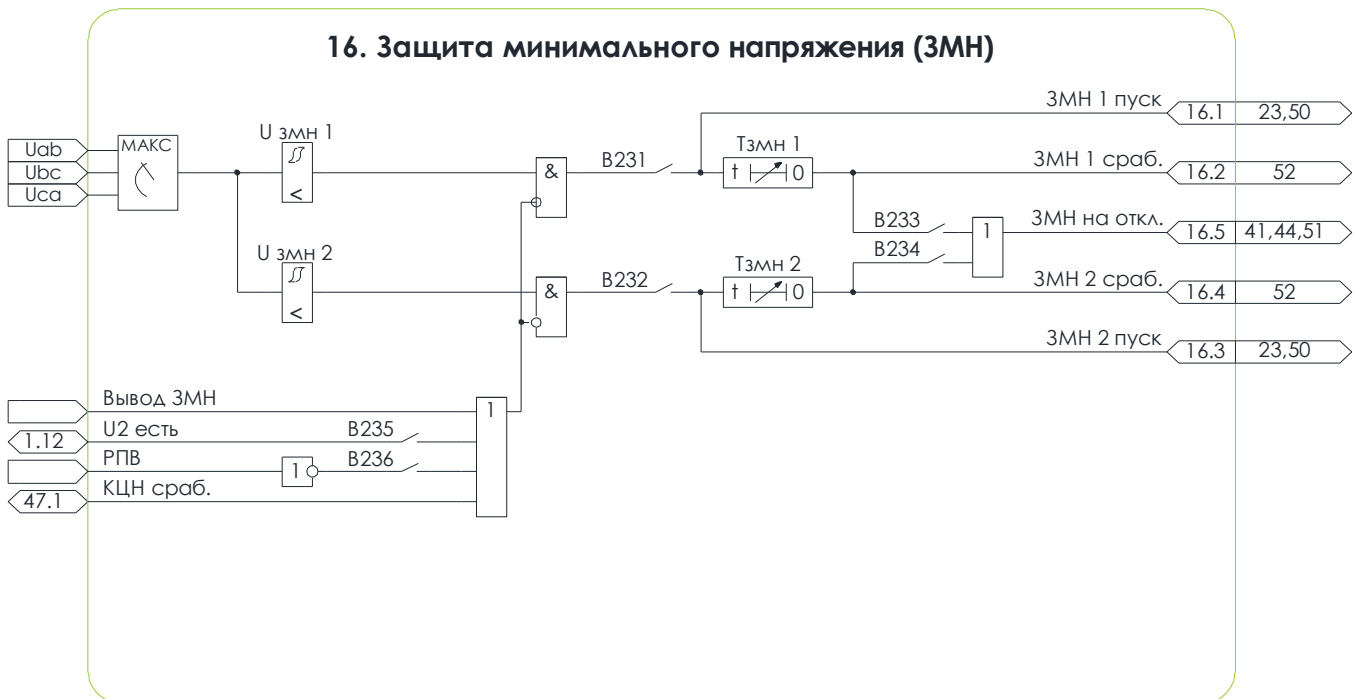 16. Защита минимального напряжения (ЗМН)
ЗМН 1 пуск
16.1
23,50
Uab
Ubc
Uca
МАКС
U змн 1
<
&
В231
Тзмн 1
t
0
ЗМН 1 сраб.
16.2
52
В233
В234
1
ЗМН на откл.
16.5
41,44,51
U змн 2
<
&
В232
Тзмн 2
t
0
ЗМН 2 сраб.
16.4
52
ЗМН 2 пуск
16.3
23,50
Вывод ЗМН
1
1.12
U2 есть
В235
РПВ
1
В236
47.1
КЦН сраб.